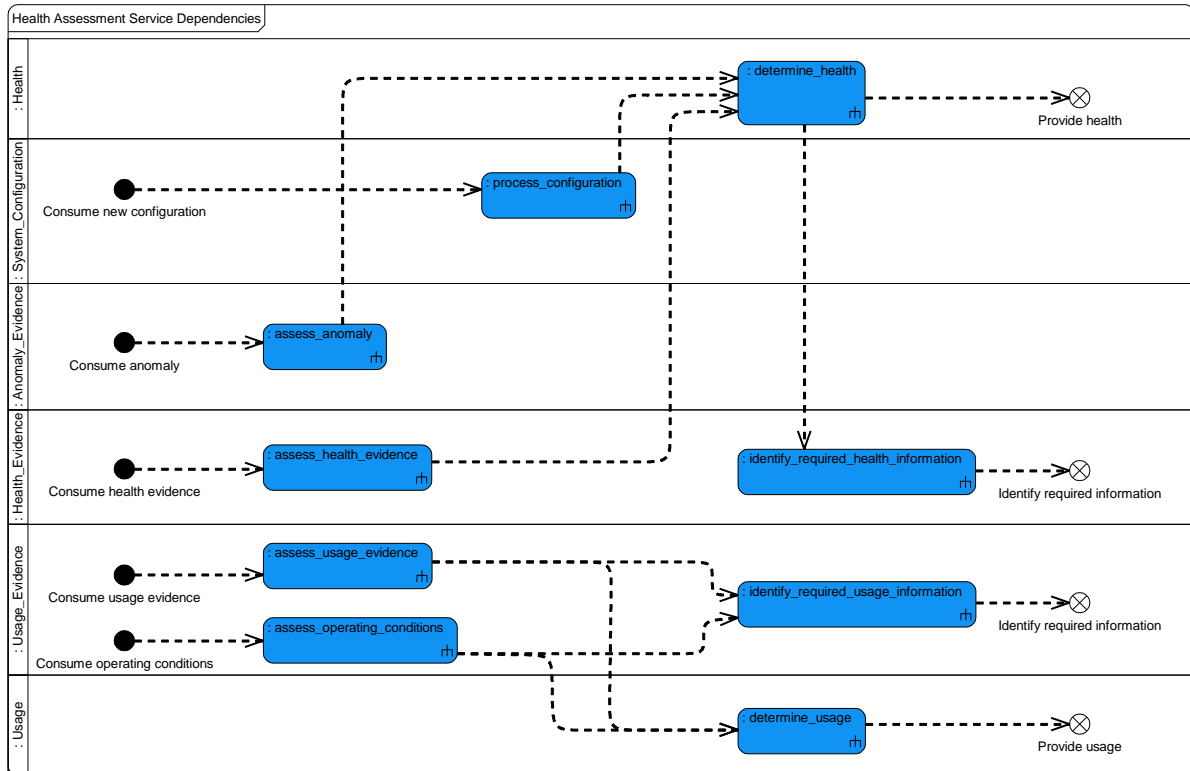 Health Assessment Service Dependencies
: Health
: determine_health
Provide health
: System_Configuration
: process_configuration
Consume new configuration
: Anomaly_Evidence
: assess_anomaly
Consume anomaly
: Health_Evidence
: assess_health_evidence
: identify_required_health_information
Consume health evidence
Identify required information
: Usage_Evidence
: assess_usage_evidence
Consume usage evidence
: identify_required_usage_information
Identify required information
: assess_operating_conditions
Consume operating conditions
: Usage
: determine_usage
Provide usage